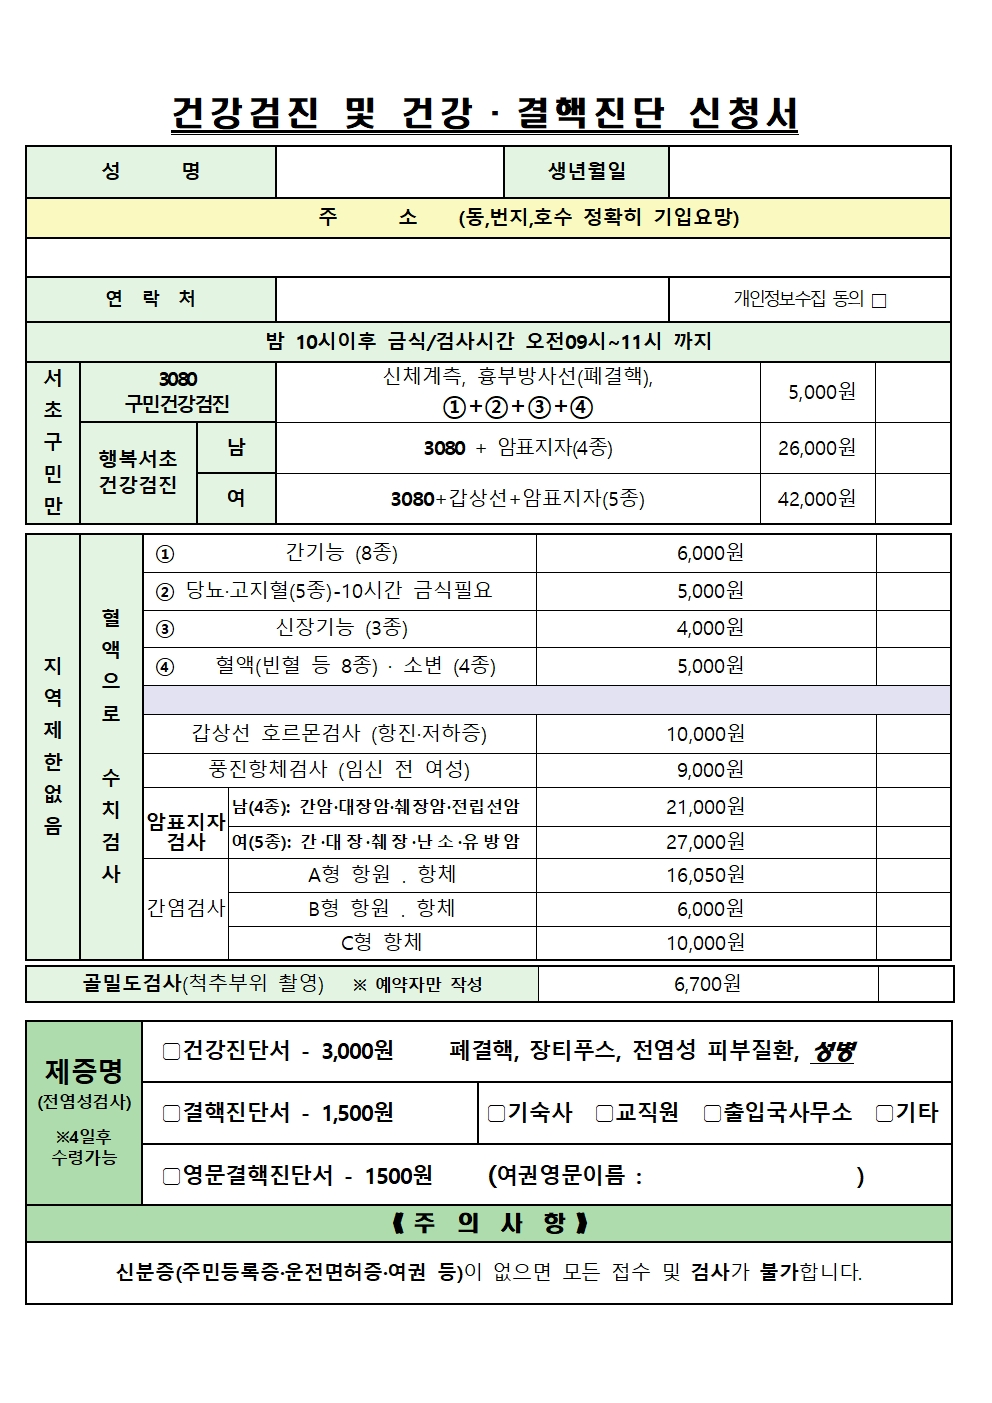 건강검진 및 건강 · 결핵진단 신청서
성 명 생년월일
주 소 (동,번지,호수 정확히 기입요망)
연 락 처 개인정보수집 동의 □
밤 10시이후 금식/검사시간 오전09시~11시 까지
서초구민만
3080
구민건강검진
신체계측, 흉부방사선(폐결핵),
①+②+③+④
5,000원
행복서초
건강검진
남 3080 + 암표지자(4종) 26,000원
여 3080+갑상선+암표지자(5종) 42,000원
지역제한없음
혈액으로 수치검사
① 간기능 (8종) 6,000원
② 당뇨·고지혈(5종)-10시간 금식필요 5,000원
③ 신장기능 (3종) 4,000원
④ 혈액(빈혈 등 8종) · 소변 (4종) 5,000원
갑상선 호르몬검사 (항진·저하증) 10,000원
풍진항체검사 (임신 전 여성) 9,000원
암표지자
검사
남(4종): 간암·대장암·췌장암·전립선암 21,000원
여(5종): 간·대장·췌장·난소·유방암 27,000원
간염검사
A형 항원 . 항체 16,050원
B형 항원 . 항체 6,000원
C형 항체 10,000원
골밀도검사(척추부위 촬영) ※ 예약자만 작성 6,700원
제증명
(전염성검사)
※4일후
수령가능
□건강진단서 - 3,000원 폐결핵, 장티푸스, 전염성 피부질환, 성병
□결핵진단서 - 1,500원 □기숙사 □교직원 □출입국사무소 □기타
□영문결핵진단서 - 1500원 (여권영문이름 : )
《 주 의 사 항 》
신분증(주민등록증·운전면허증·여권 등)이 없으면 모든 접수 및 검사가 불가합니다.